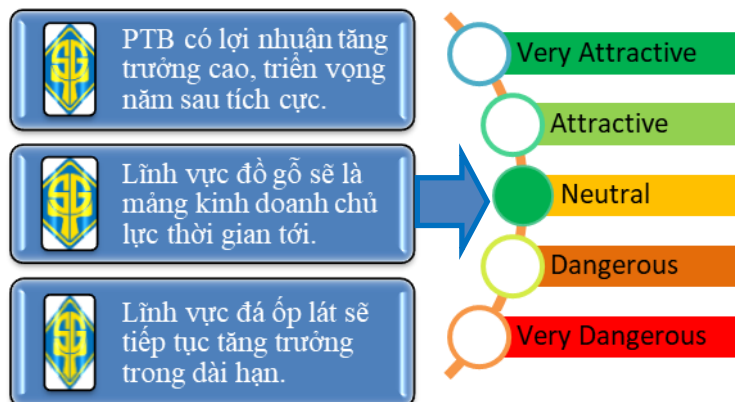 PTB có lợi nhuận tăng
trưởng cao, triển vọng
năm sau tích cực.
Lĩnh vực đồ gỗ sẽ là
mảng kinh doanh chủ
lực thời gian tới.
Lĩnh vực đá ốp lát sẽ
tiếp tục tăng trưởng
trong dài hạn.
Very Attractive
Attractive
Neutral
Dangerous
Very Dangerous